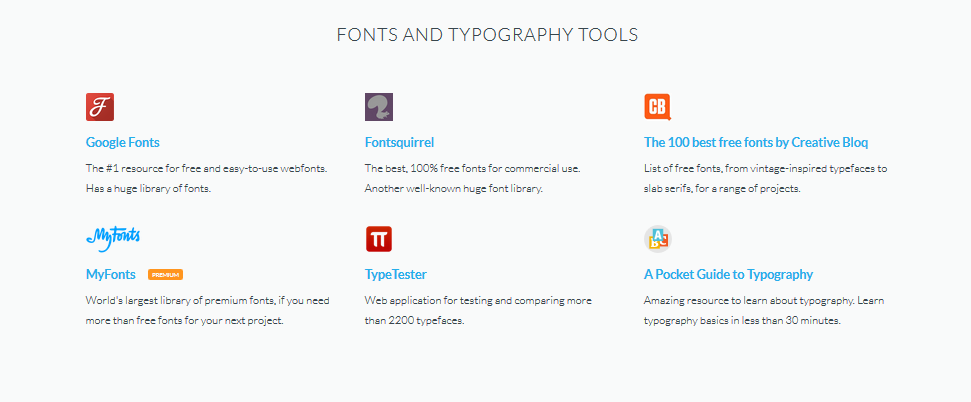 FONTS AND TYPOGRAPHY TOOLS
F
Google Fonts
The #1 resource for free and easy-to-use webfonts.
Has a huge library of fonts.
Fontsquirrel
The best, 100% free fonts for commercial use.
Another well-known huge font library.
CB
The 100 best free fonts by Creative Bloq
List of free fonts, from vintage-inspired typefaces to
slab serifs, for a range of projects.
MyFonts
MyFonts PREMIUM
World's largest library of premium fonts, if you need
more than free fonts for your next project.
TT
TypeTester
Web application for testing and comparing more
than 2200 typefaces.
A
A Pocket Guide to Typography
Amazing resource to learn about typography. Learn
typography basics in less than 30 minutes.